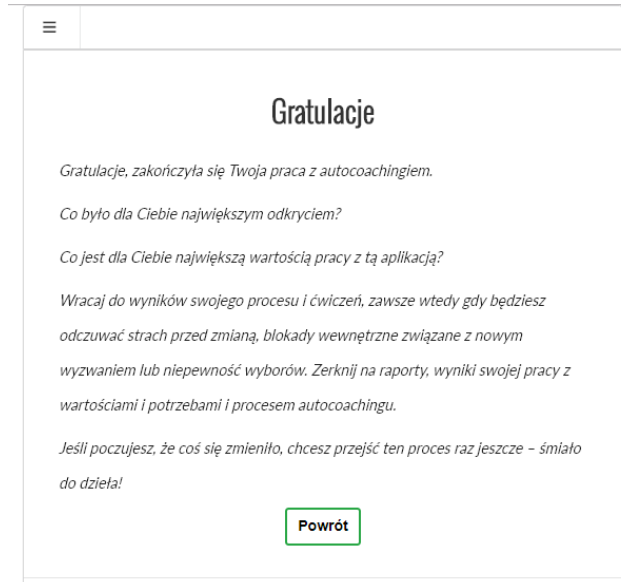 Gratulacje
Gratulacje, zakończyła się Twoja praca z autocoachingiem.
Co było dla Ciebie największym odkryciem?
Co jest dla Ciebie największą wartością pracy z tą aplikacją?
Wracaj do wyników swojego procesu i ćwiczeń, zawsze wtedy gdy będziesz
odczuwać strach przed zmianą, blokady wewnętrzne związane z nowym
wyzwaniem lub niepewność wyborów. Zerknij na raporty, wyniki swojej pracy z
wartościami i potrzebami i procesem autocoachingu.
Jeśli poczujesz, że coś się zmieniło, chcesz przejść ten proces raz jeszcze – śmiało
do dzieła!
Powrót